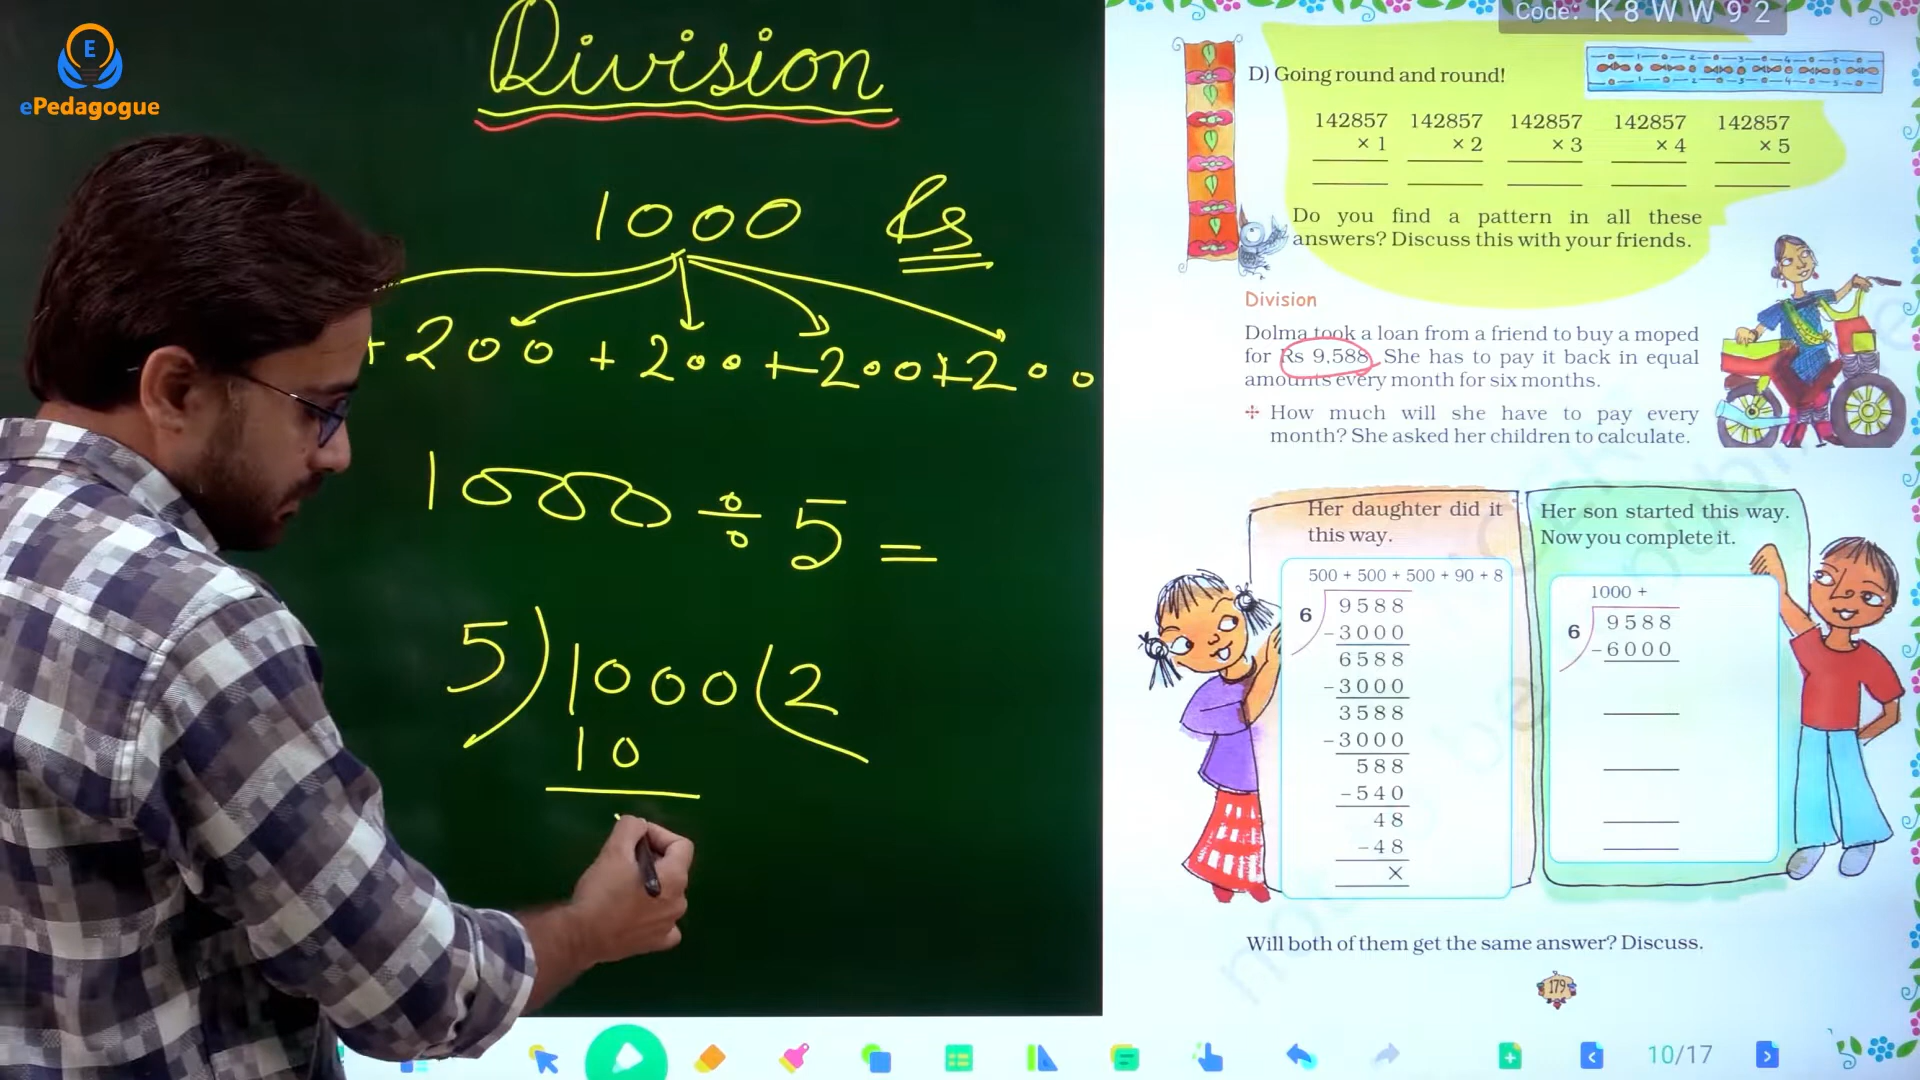 E
ePedagogue
Division
1000 Rs
+ 200 + 200 + 200 + 200
1000 ÷ 5 =
5) 1000 (2
10
Code: K8WW92
D) Going round and round!
142857 142857 142857 142857 142857
× 1 × 2 × 3 × 4 × 5
Do you find a pattern in all these
answers? Discuss this with your friends.
Division
Dolma took a loan from a friend to buy a moped
for Rs 9,588. She has to pay it back in equal
amounts every month for six months.
How much will she have to pay every
month? She asked her children to calculate.
Her daughter did it
this way.
500 + 500 + 500 + 90 + 8
6 9588
-3000
6588
-3000
3588
-3000
588
-540
48
-48
×
Her son started this way.
Now you complete it.
1000 +
6 9588
-6000
Will both of them get the same answer? Discuss.
179
10/17